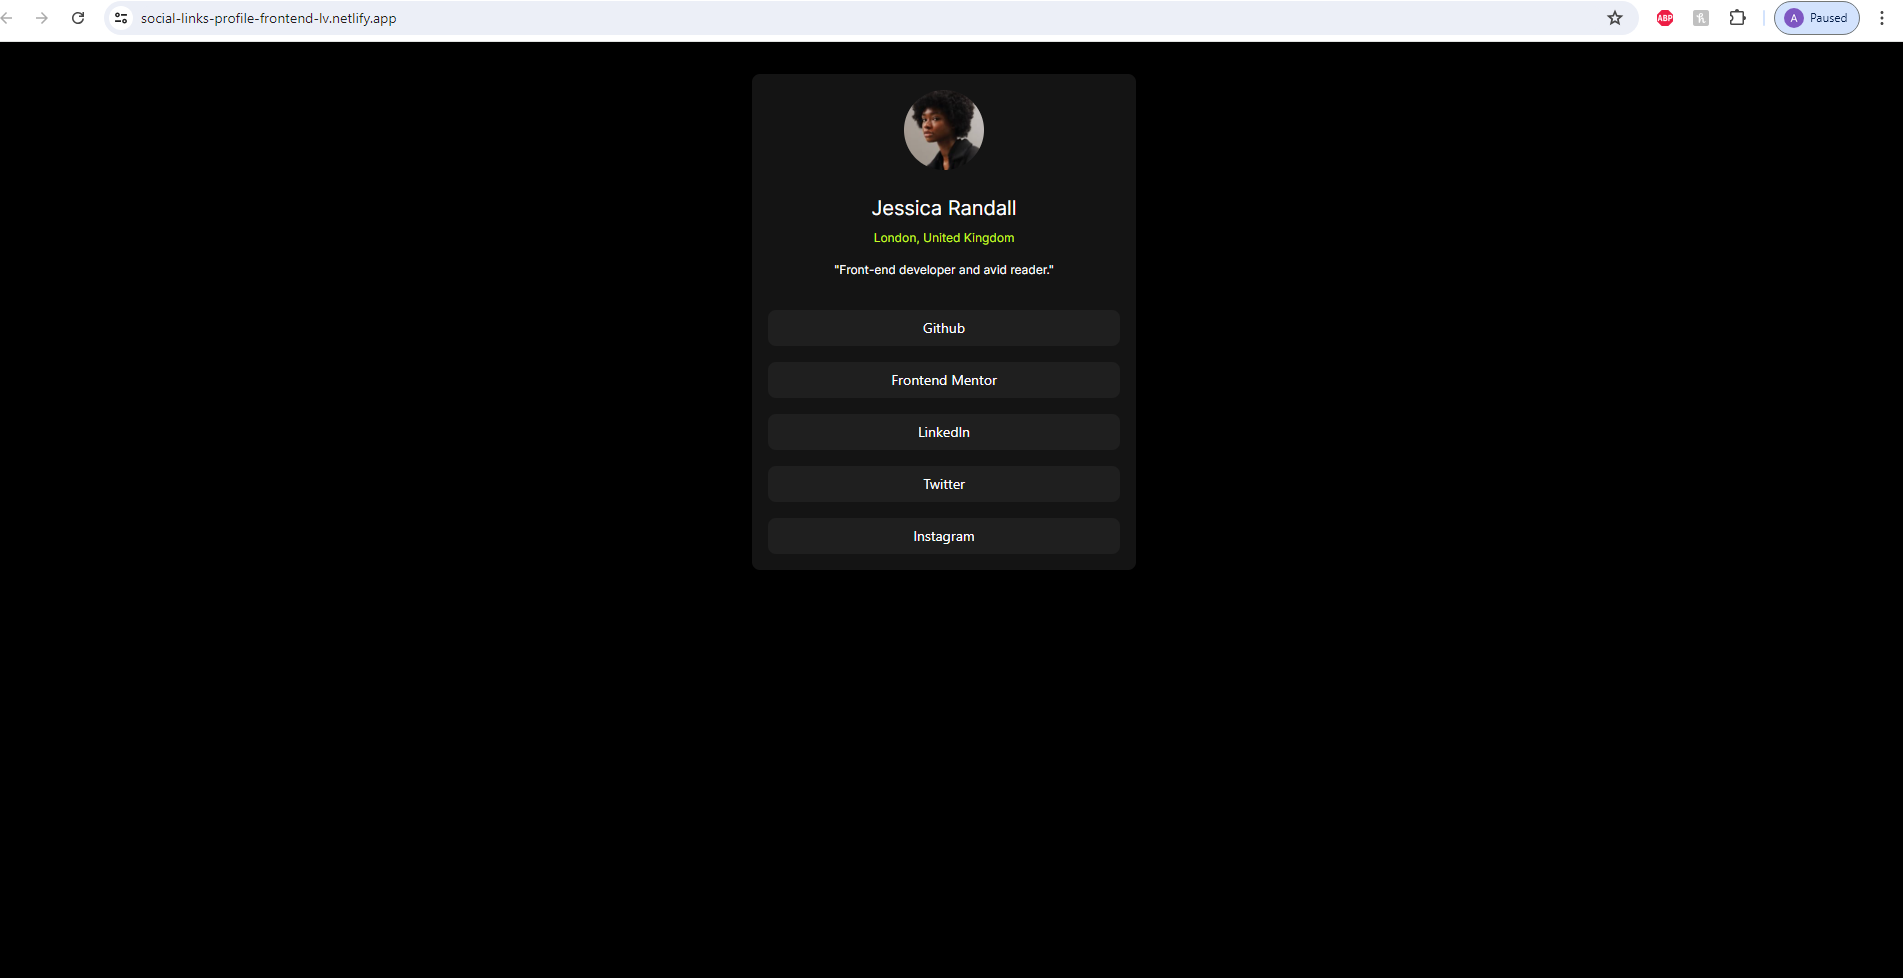 social-links-profile-frontend-lv.netlify.app
ABP
A Paused
Jessica Randall
London, United Kingdom
"Front-end developer and avid reader."
Github
Frontend Mentor
LinkedIn
Twitter
Instagram